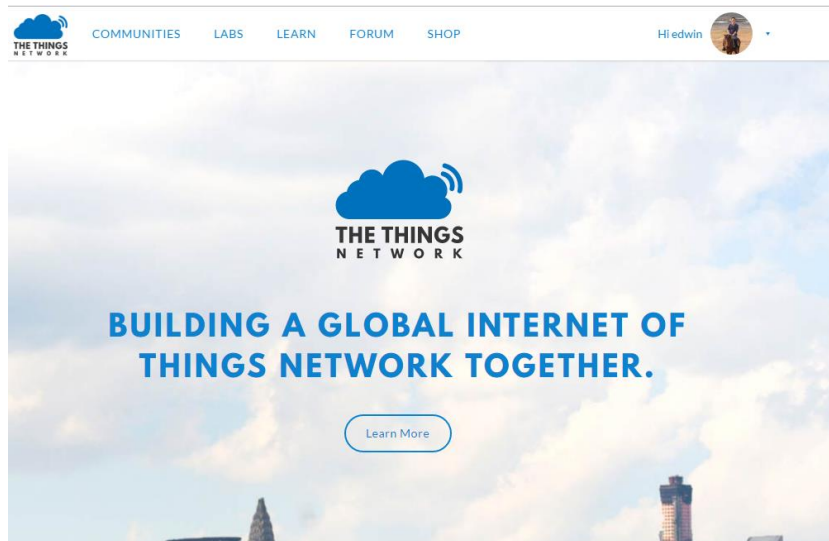 THE THINGS
NETWORK
COMMUNITIES LABS LEARN FORUM SHOP Hi edwin
THE THINGS
NETWORK
BUILDING A GLOBAL INTERNET OF
THINGS NETWORK TOGETHER.
Learn More